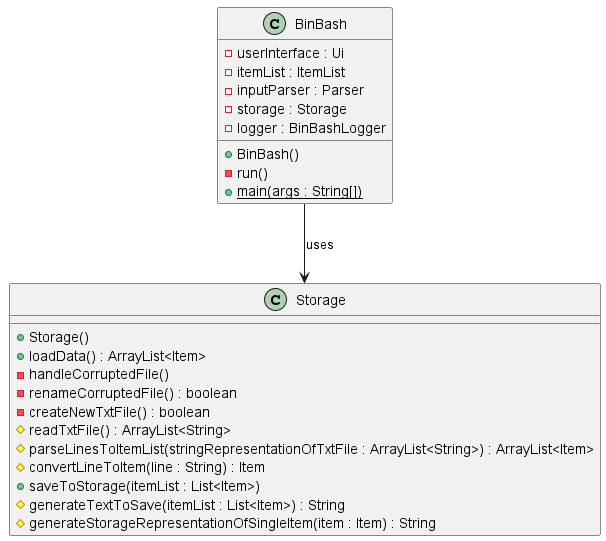 C BinBash
userInterface : Ui
itemList : ItemList
inputParser : Parser
storage : Storage
logger : BinBashLogger
BinBash()
run()
main(args : String[])
uses
C Storage
Storage()
loadData() : ArrayList<Item>
handleCorruptedFile()
renameCorruptedFile() : boolean
createNewTxtFile() : boolean
readTxtFile() : ArrayList<String>
parseLinesToItemList(stringRepresentationOfTxtFile : ArrayList<String>) : ArrayList<Item>
convertLineToItem(line : String) : Item
saveToStorage(itemList : List<Item>)
generateTextToSave(itemList : List<Item>) : String
generateStorageRepresentationOfSingleItem(item : Item) : String